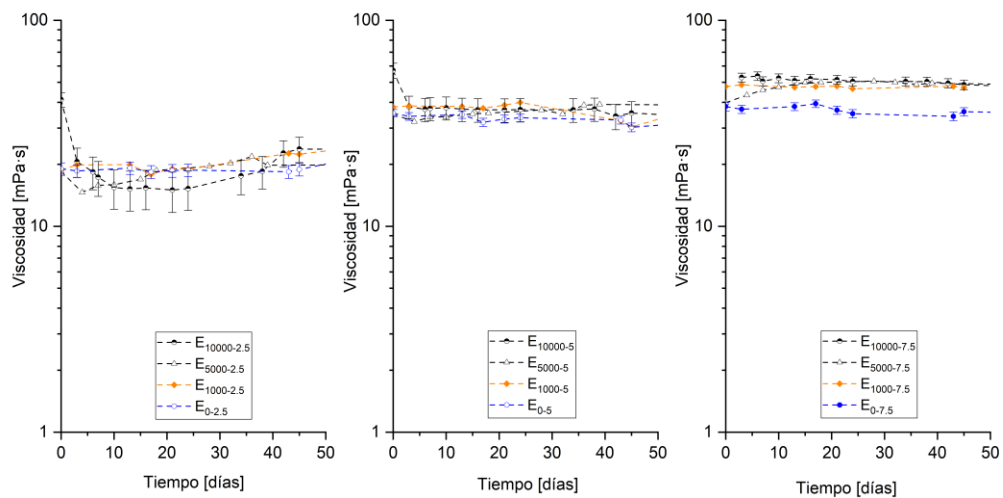 100
10
1
Viscosidad [mPa·s]
0 10 20 30 40 50
Tiempo [días]
E10000-2.5
E5000-2.5
E1000-2.5
E0-2.5
100
10
1
Viscosidad [mPa·s]
0 10 20 30 40 50
Tiempo [días]
E10000-5
E5000-5
E1000-5
E0-5
100
10
1
Viscosidad [mPa·s]
0 10 20 30 40 50
Tiempo [días]
E10000-7.5
E5000-7.5
E1000-7.5
E0-7.5